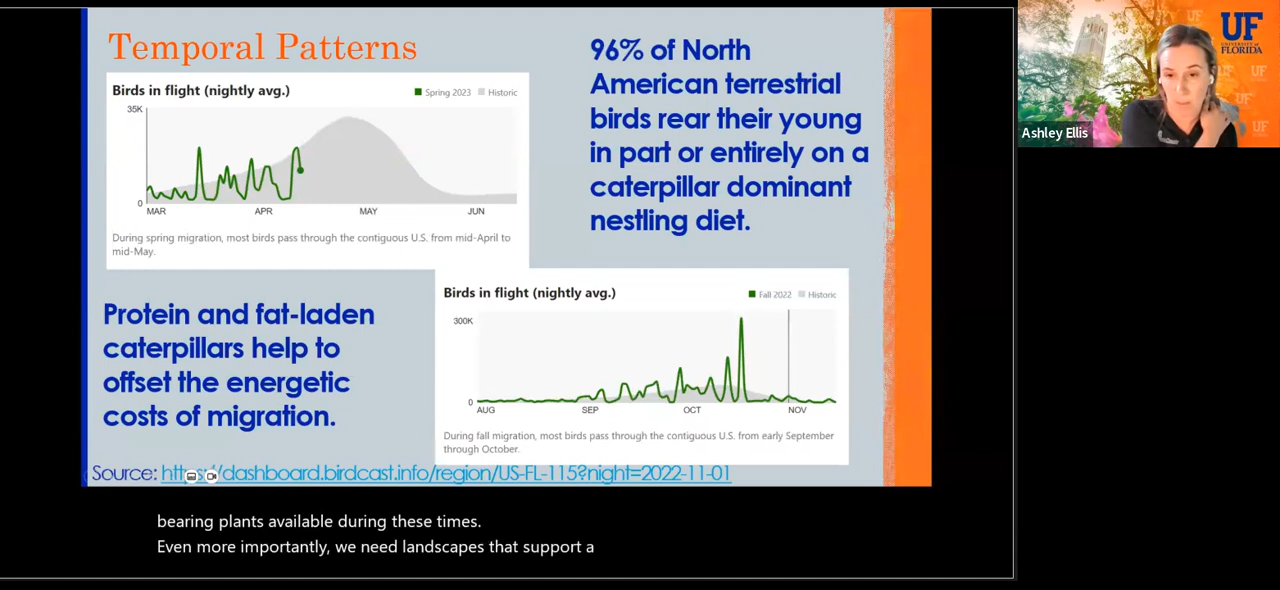 Temporal Patterns
Birds in flight (nightly avg.)
Spring 2023
Historic
35K
0
MAR
APR
MAY
JUN
During spring migration, most birds pass through the contiguous U.S. from mid-April to
mid-May.
96% of North
American terrestrial
birds rear their young
in part or entirely on a
caterpillar dominant
nestling diet.
Protein and fat-laden
caterpillars help to
offset the energetic
costs of migration.
Birds in flight (nightly avg.)
Fall 2022
Historic
300K
0
AUG
SEP
OCT
NOV
During fall migration, most birds pass through the contiguous U.S. from early September
through October.
Source: https://dashboard.birdcast.info/region/US-FL-115?night=2022-11-01
bearing plants available during these times.
Even more importantly, we need landscapes that support a
Ashley Ellis
UF
UNIVERSITY of
FLORIDA
UF
UF
UF
UF